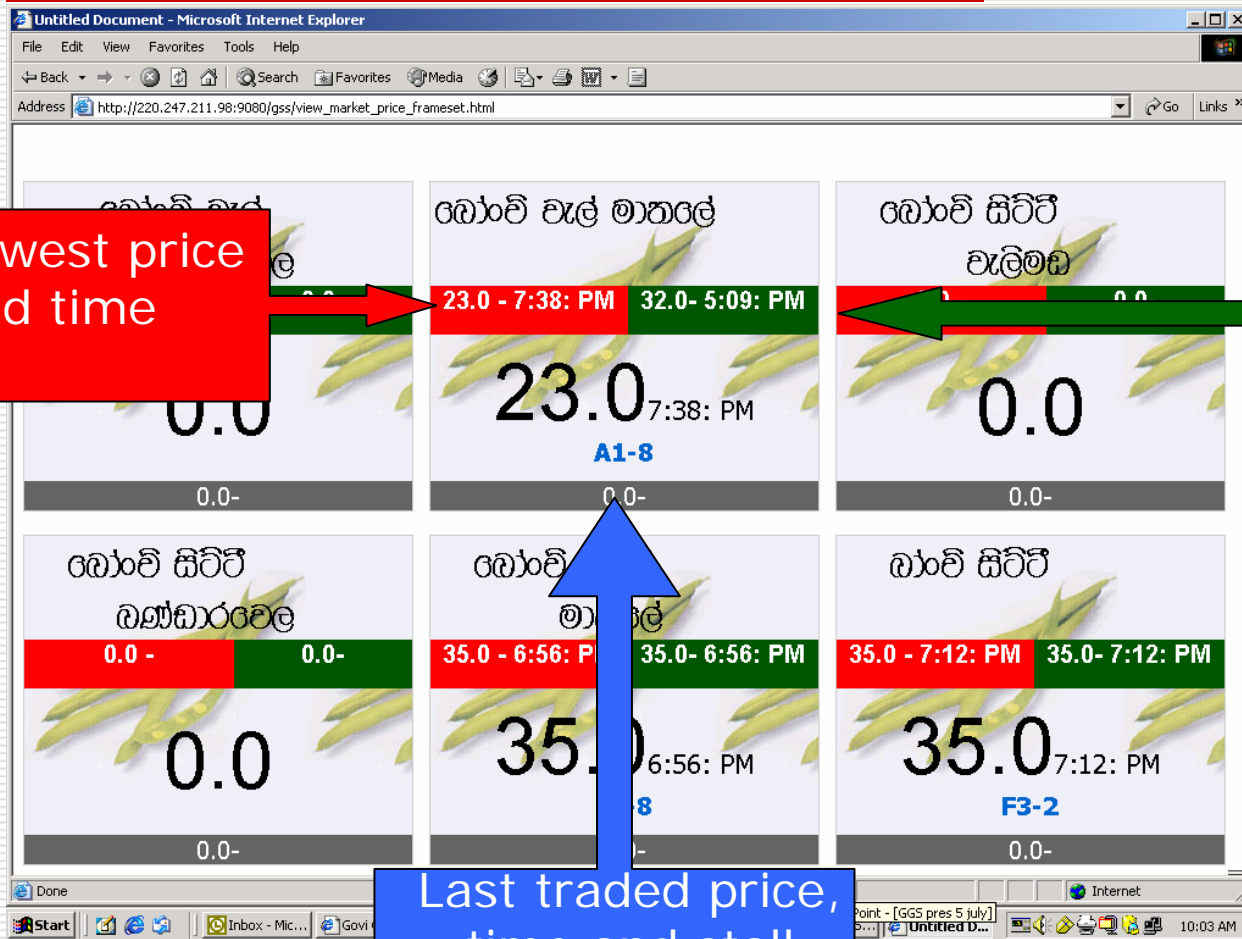 Untitled Document - Microsoft Internet Explorer
File Edit View Favorites Tools Help
Back Search Favorites Media
Address http://220.247.211.98:9080/gss/view_market_price_frameset.html Go Links
බෝංචි වැල් මාතලේ
23.0 - 7:38: PM 32.0- 5:09: PM
23.0 7:38: PM
A1-8
0.0-
බෝංචි සිට්ටි
වැලිමඩ
0.0
0.0-
west price
d time
0.0
0.0-
බෝංචි සිට්ටි
බණ්ඩාරවෙල
0.0 - 0.0-
0.0
0.0-
බෝංචි
35.0 - 6:56: P 35.0- 6:56: PM
35. 6:56: PM
-8
බා්ංචි සිට්ටි
35.0 - 7:12: PM 35.0- 7:12: PM
35.0 7:12: PM
F3-2
0.0-
Last traded price,
time and stall
Done Internet
Start Inbox - Mic... Govi Point - [GGS pres 5 july] Untitled D... 10:03 AM